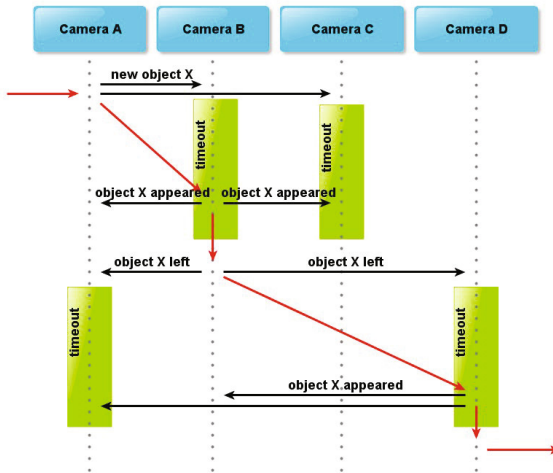 Camera A
Camera B
Camera C
Camera D
new object X
timeout
timeout
object X appeared
object X appeared
object X left
object X left
timeout
timeout
object X appeared